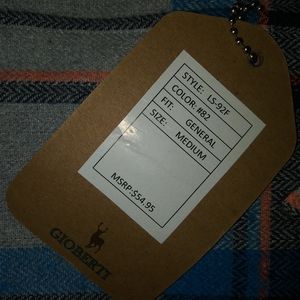 STYLE: LS-92F
COLOR: #82
FIT: GENERAL
SIZE: MEDIUM
MSRP:$54.95
GIOBERTI